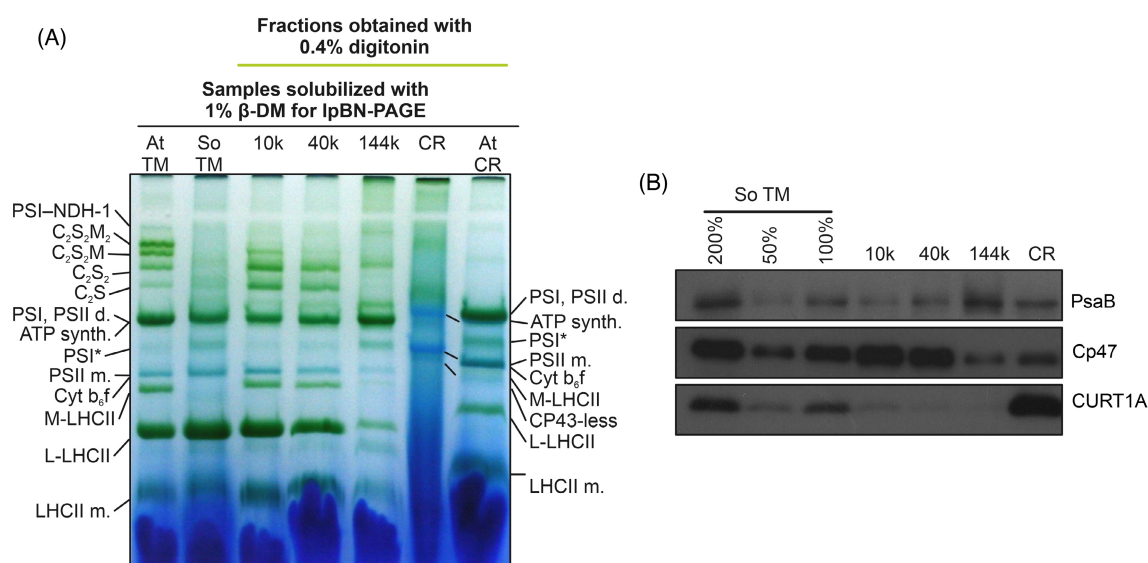 (A)
Fractions obtained with
0.4% digitonin
Samples solubilized with
1% β-DM for lpBN-PAGE
At
TM
So
TM
10k
40k
144k
CR
At
CR
PSI–NDH-1
C₂S₂M₂
C₂S₂M
C₂S₂
C₂S
PSI, PSII d.
ATP synth.
PSI*
PSII m.
Cyt b₆f
M-LHCII
L-LHCII
LHCII m.
PSI, PSII d.
ATP synth.
PSI*
PSII m.
Cyt b₆f
M-LHCII
CP43-less
L-LHCII
LHCII m.
(B)
So TM
200%
50%
100%
10k
40k
144k
CR
PsaB
Cp47
CURT1A